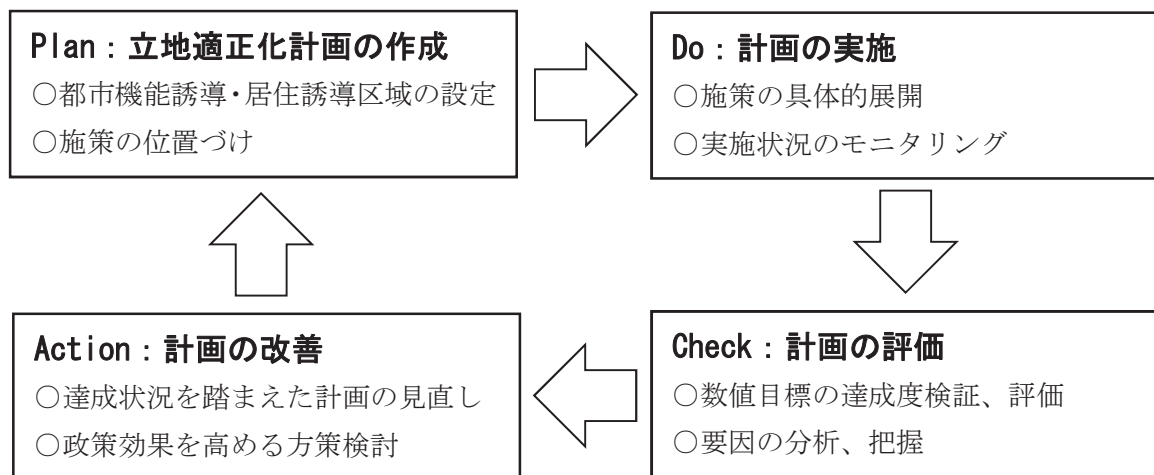 Plan：立地適正化計画の作成
○都市機能誘導・居住誘導区域の設定
○施策の位置づけ
Do：計画の実施
○施策の具体的展開
○実施状況のモニタリング
Check：計画の評価
○数値目標の達成度検証、評価
○要因の分析、把握
Action：計画の改善
○達成状況を踏まえた計画の見直し
○政策効果を高める方策検討